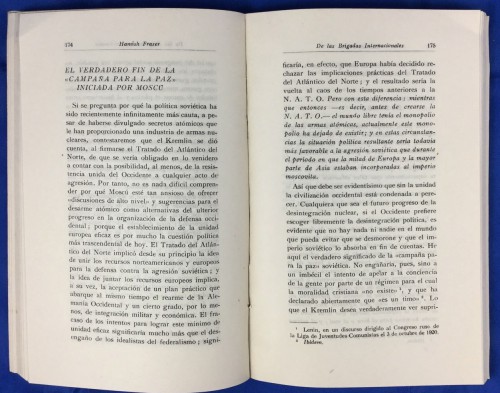 174
Hamish Fraser
EL VERDADERO FIN DE LA
«CAMPAÑA PARA LA PAZ»
INICIADA POR MOSCÚ
Si se pregunta por qué la política soviética ha
sido recientemente infinitamente más cauta, a pe-
sar de haberse divulgado secretos atómicos que
le han proporcionado una industria de armas nu-
cleares, contestaremos que el Kremlin se dió
cuenta, al firmarse el Tratado del Atlántico del
Norte, de que se vería obligado en lo venidero
a contar con la posibilidad, al menos, de la resis-
tencia unida del Occidente a cualquier acto de
agresión. Por tanto, no es nada difícil compren-
der por qué Moscú esté tan ansioso de ofrecer
«discusiones de alto nivel» y sugerencias para el
desarme atómico como alternativas del ulterior
progreso en la organización de la defensa occi-
dental; porque el establecimiento de la unidad
europea eficaz es por mucho la cuestión política
más trascendental de hoy. El Tratado del Atlán-
tico del Norte implicó desde su principio la idea
de unir los recursos norteamericanos y europeos
para la defensa contra la agresión soviética; y
la idea de juntar los recursos europeos implica,
a su vez, la aceptación de un plan práctico que
abarque al mismo tiempo el rearme de la Ale-
mania Occidental y un cierto grado, por lo me-
nos, de integración militar y económica. El fra-
caso de los intentos para lograr este mínimo de
unidad eficaz significaría mucho más que el des-
engaño de los idealistas del federalismo; signi-
De las Brigadas Internacionales
175
ficaría, en efecto, que Europa había decidido re-
chazar las implicaciones prácticas del Tratado
del Atlántico del Norte; y el resultado sería la
vuelta al caos de los tiempos anteriores a la
N. A. T. O. Pero con esta diferencia: mientras
que entonces —es decir, antes de crearse la
N. A. T. O.— el mundo libre tenía el monopolio
de las armas atómicas, actualmente este monopo-
lio ha dejado de existir; y en estas circunstan-
cias la situación política resultante sería todavía
más favorable a la agresión soviética que durante
el período en que la mitad de Europa y la mayor
parte de Asia estaban incorporadas al imperio
moscovita.
Así que debe ser evidentísimo que sin la unidad
la civilización occidental está condenada a pere-
cer. Cualquiera que sea el futuro progreso de la
desintegración nuclear, si el Occidente prefiere
escoger libremente la desintegración política, es
evidente que no hay nada ni nadie en el mundo
que pueda evitar que se desmorone y que el im-
perio soviético lo absorba en fin de cuentas. He
aquí el verdadero significado de la «campaña pa-
ra la paz» soviética. No engañaría, pues, sino a
un imbécil el intento de apelar a la conciencia
de la gente por parte de un régimen para el cual
la moralidad cristiana «no existe» ⁵, y que ha
declarado abiertamente que «es un timo» ⁶. Lo
que el Kremlin desea verdaderamente ver supri-
⁵ Lenin, en un discurso dirigido al Congreso ruso de
la Liga de Juventudes Comunistas el 2 de octubre de 1920.
⁶ Ibídem.